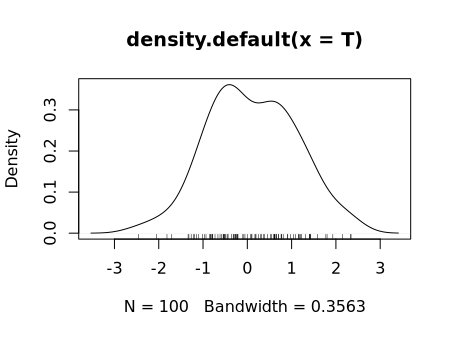 density.default(x = T)
Density
0.3
0.2
0.1
0.0
-3 -2 -1 0 1 2 3
N = 100 Bandwidth = 0.3563